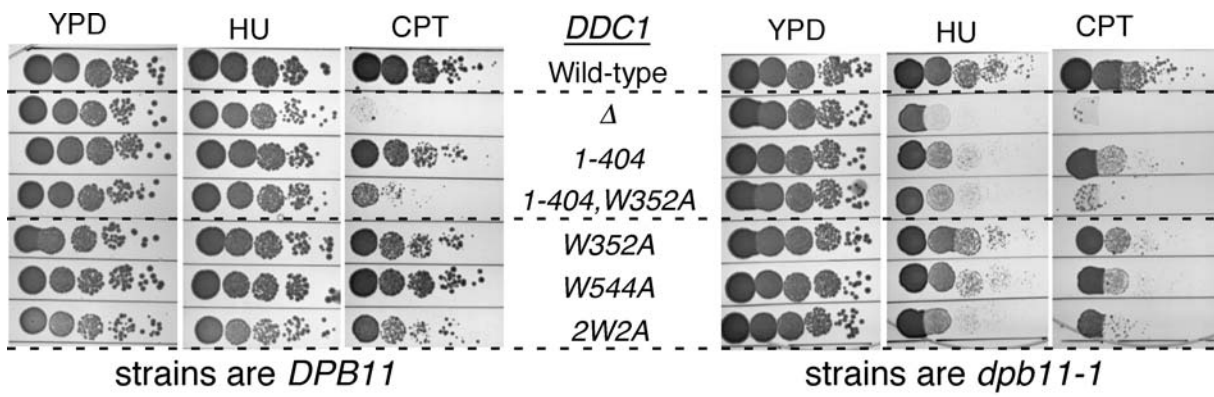 YPD HU CPT DDC1 YPD HU CPT
Wild-type
Δ
1-404
1-404,W352A
W352A
W544A
2W2A
strains are DPB11 strains are dpb11-1